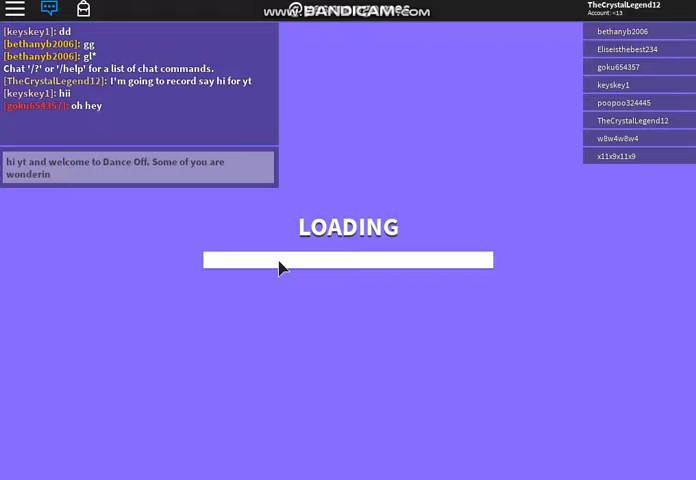 www.BANDICAM.com
TheCrystalLegend12
Account: <13
[keyskey1]: dd
[bethanyb2006]: gg
[bethanyb2006]: gl*
Chat '/?' or '/help' for a list of chat commands.
[TheCrystalLegend12]: I'm going to record say hi for yt
[keyskey1]: hii
[goku654357]: oh hey
hi yt and welcome to Dance Off. Some of you are
wonderin
bethanyb2006
Eliseisthebest234
goku654357
keyskey1
poopoo324445
TheCrystalLegend12
w8w4w8w4
x11x9x11x9
LOADING